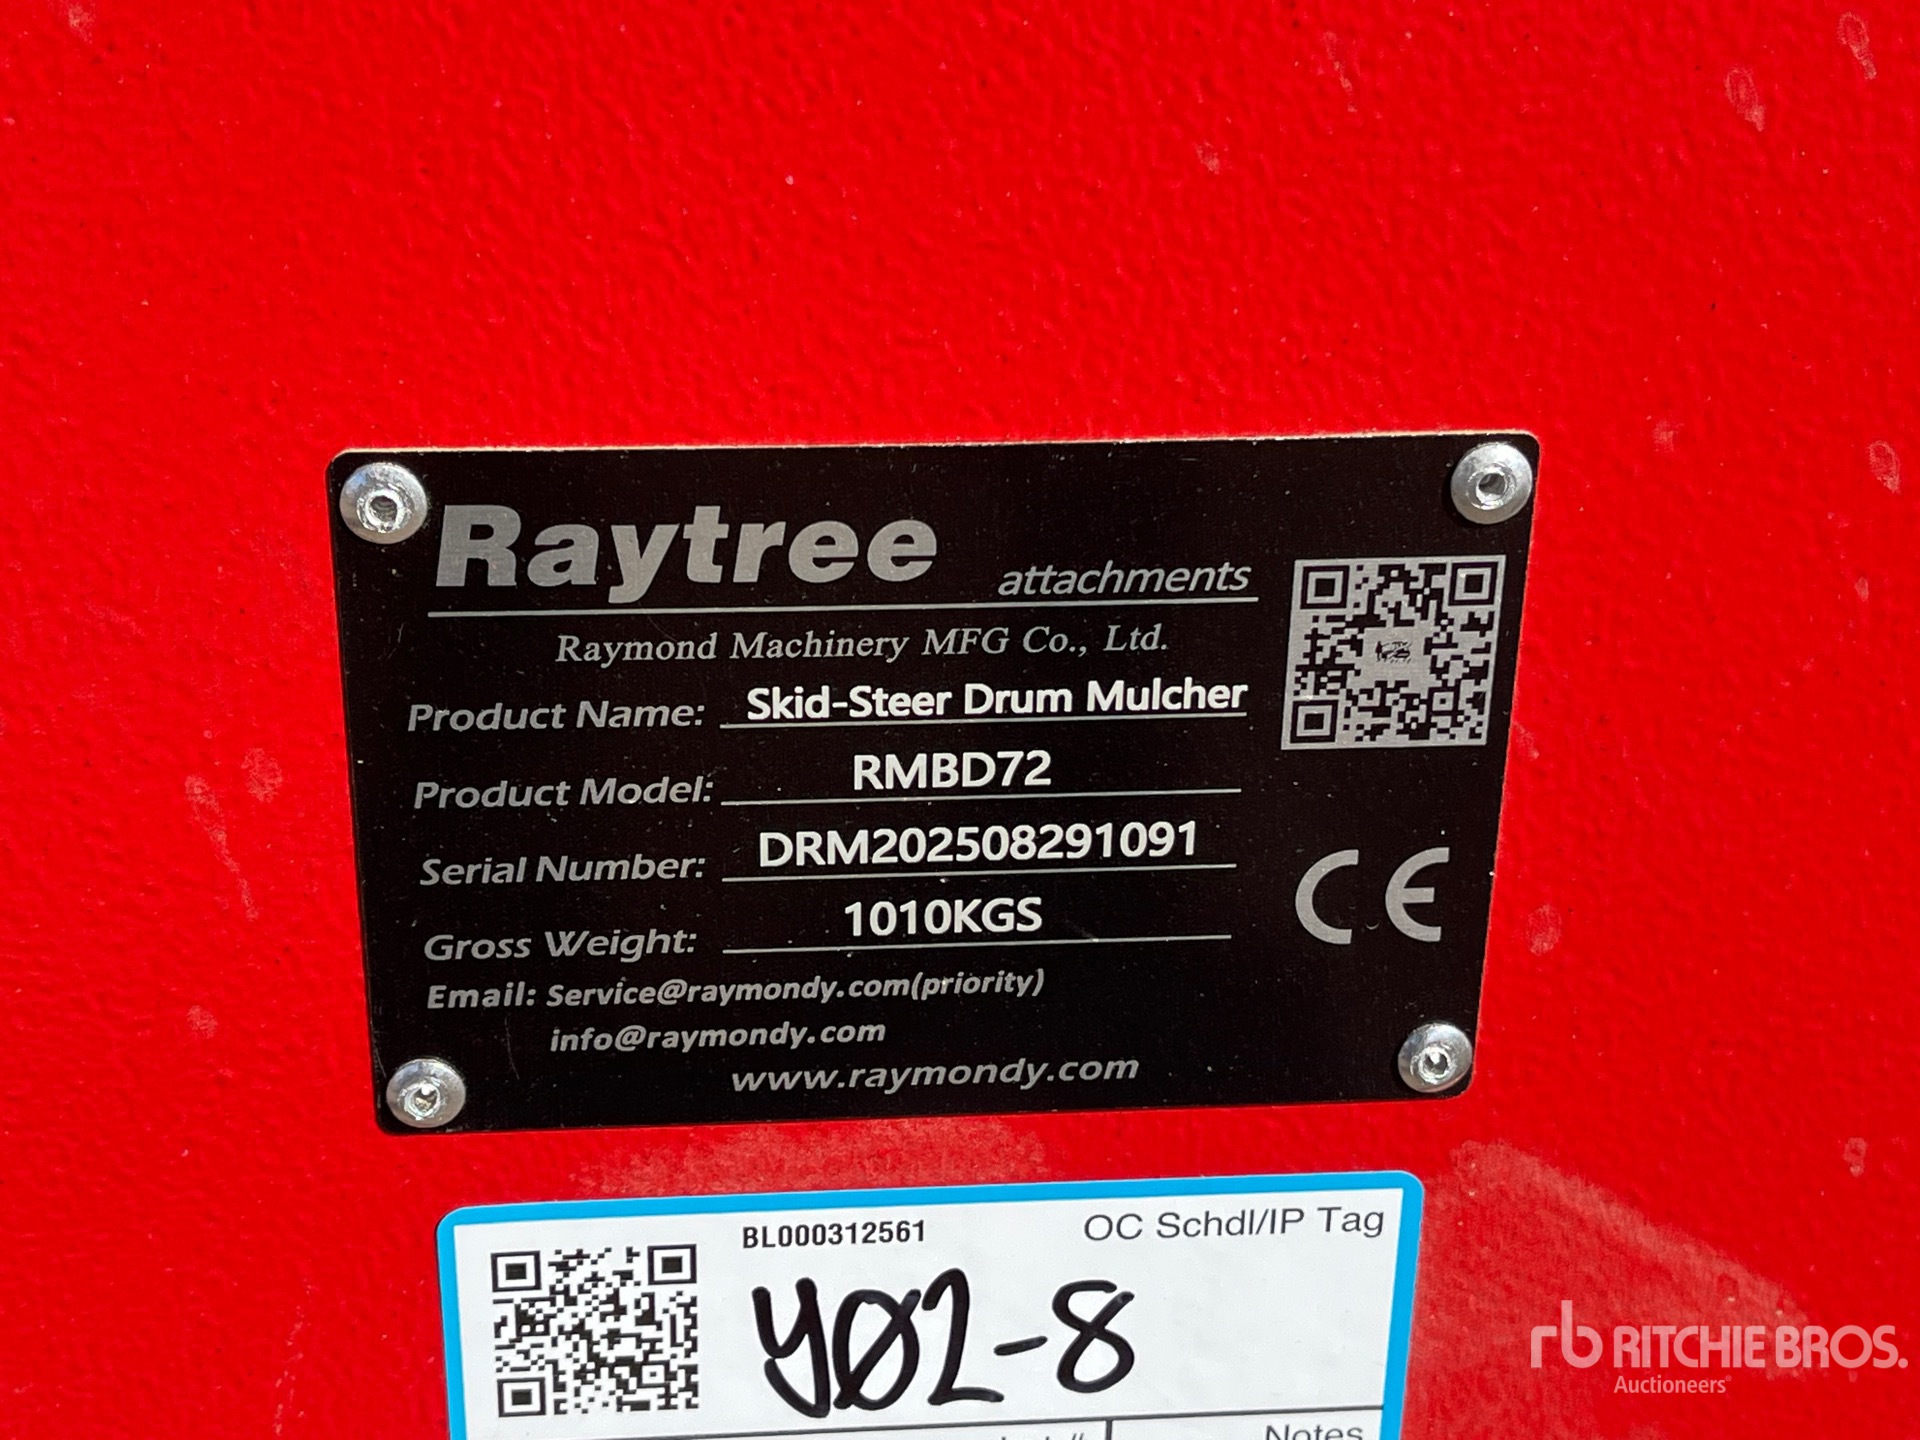 Raytree attachments
Raymond Machinery MFG Co., Ltd.
Product Name: Skid-Steer Drum Mulcher
Product Model: RMBD72
Serial Number: DRM202508291091
Gross Weight: 1010KGS
Email: Service@raymondy.com(priority)
info@raymondy.com
www.raymondy.com
CE
BL000312561 OC Schdl/IP Tag
YØ2-8
Notes
rb RITCHIE BROS.
Auctioneers